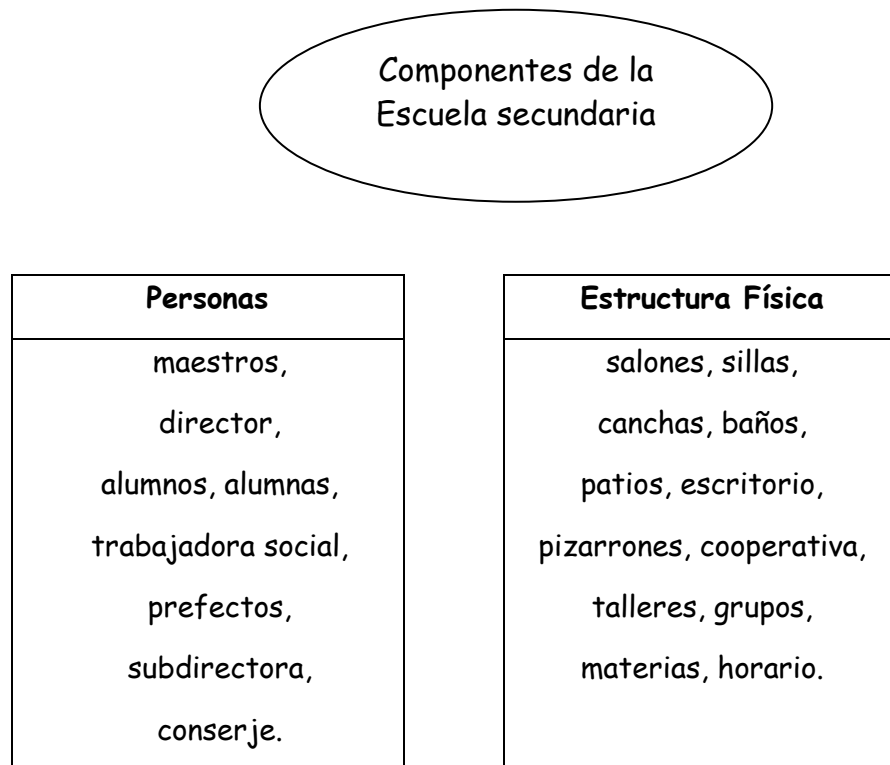 Componentes de la
Escuela secundaria
Personas
maestros,
director,
alumnos, alumnas,
trabajadora social,
prefectos,
subdirectora,
conserje.
Estructura Física
salones, sillas,
canchas, baños,
patios, escritorio,
pizarrones, cooperativa,
talleres, grupos,
materias, horario.